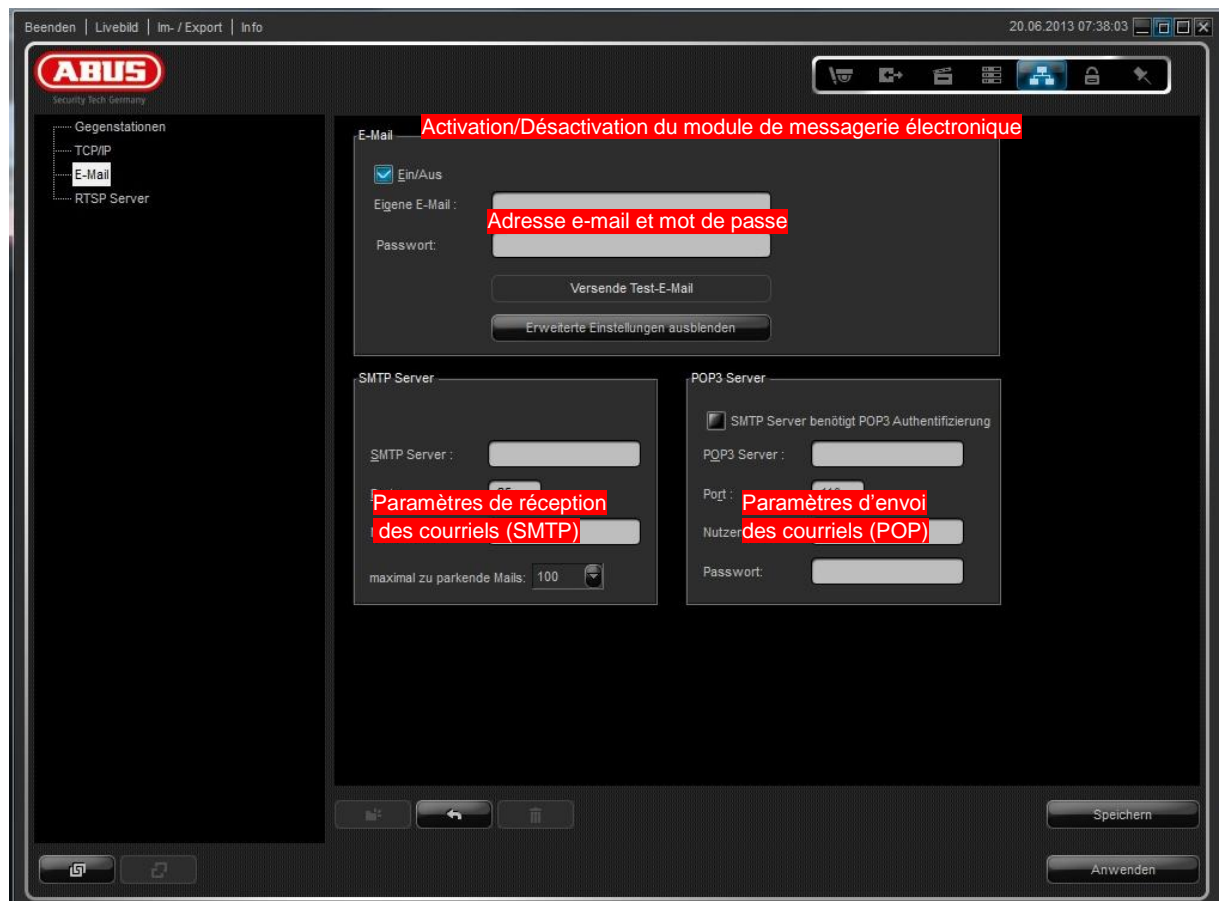 Beenden | Livebild | Im- / Export | Info
20.06.2013 07:38:03
ABUS
Security Tech Germany
Gegenstationen
TCP/IP
E-Mail
RTSP Server
E-Mail
Activation/Désactivation du module de messagerie électronique
Ein/Aus
Eigene E-Mail :
Adresse e-mail et mot de passe
Passwort:
Versende Test-E-Mail
Erweiterte Einstellungen ausblenden
SMTP Server
SMTP Server :
Paramètres de réception
des courriels (SMTP)
maximal zu parkende Mails: 100
POP3 Server
SMTP Server benötigt POP3 Authentifizierung
POP3 Server :
Port :
Paramètres d’envoi
Nutzer
des courriels (POP)
Passwort:
Speichern
Anwenden